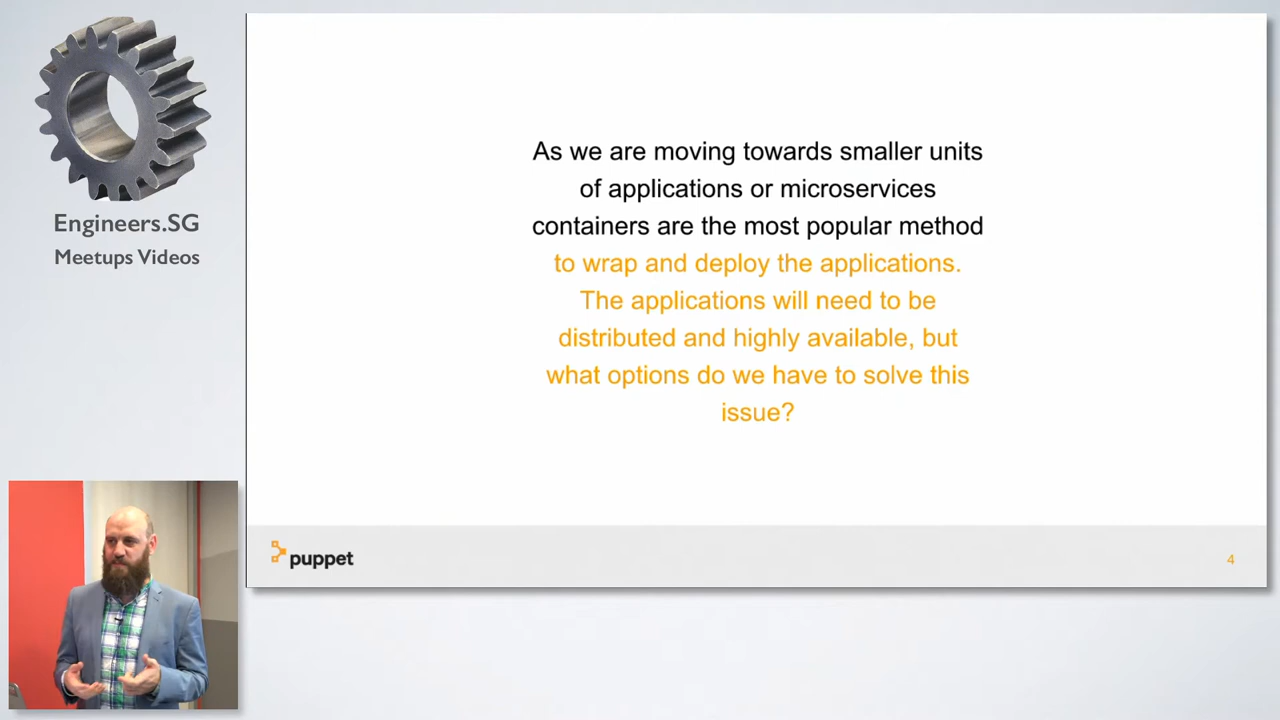 Engineers.SG
Meetups Videos
As we are moving towards smaller units
of applications or microservices
containers are the most popular method
to wrap and deploy the applications.
The applications will need to be
distributed and highly available, but
what options do we have to solve this
issue?
puppet
4